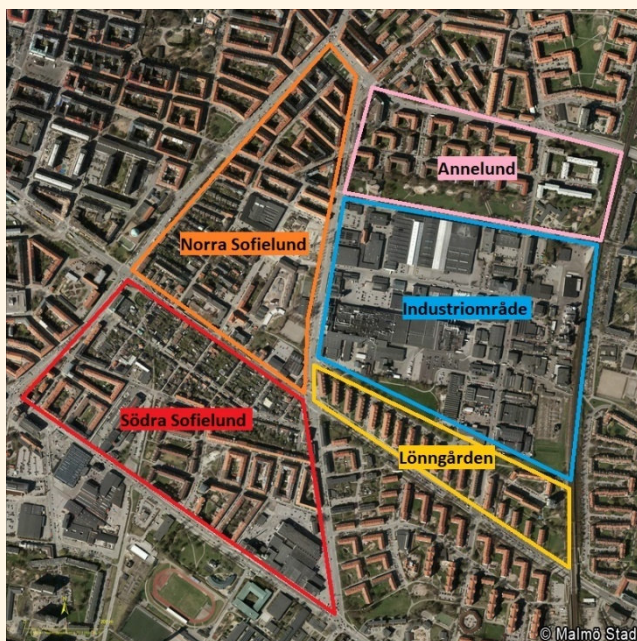 Annelund
Norra Sofielund
Industriområde
Södra Sofielund
Lönngården
© Malmö Stad